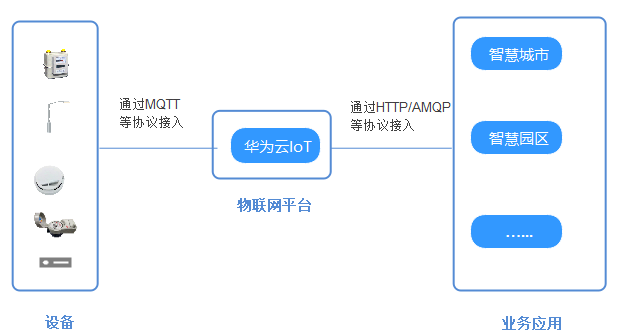 智慧城市
通过MQTT
等协议接入
通过HTTP/AMQP
等协议接入
华为云IoT
智慧园区
物联网平台
…...
设备
业务应用